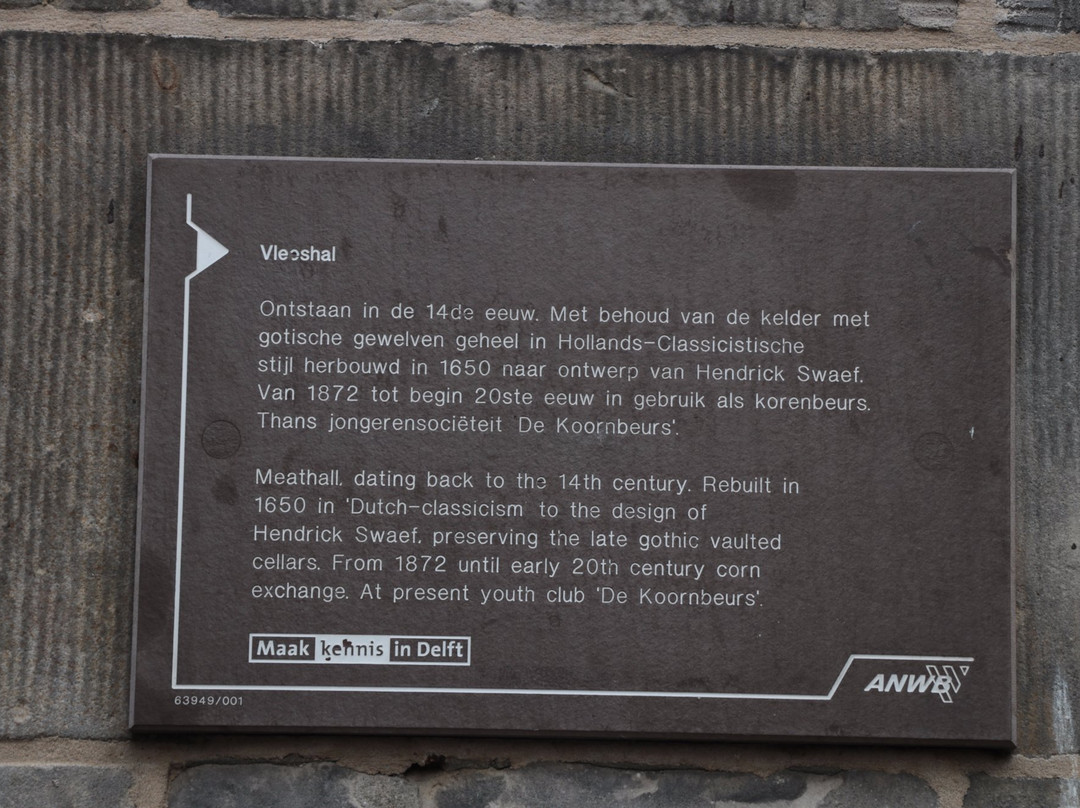 Vleeshal
Ontstaan in de 14de eeuw. Met behoud van de kelder met
gotische gewelven geheel in Hollands-Classicistische
stijl herbouwd in 1650 naar ontwerp van Hendrick Swaef.
Van 1872 tot begin 20ste eeuw in gebruik als korenbeurs.
Thans jongerensociëteit 'De Koornbeurs'.
Meathall, dating back to the 14th century. Rebuilt in
1650 in 'Dutch-classicism' to the design of
Hendrick Swaef, preserving the late gothic vaulted
cellars. From 1872 until early 20th century corn
exchange. At present youth club 'De Koornbeurs'.
Maak kennis in Delft
63949/001
ANWB